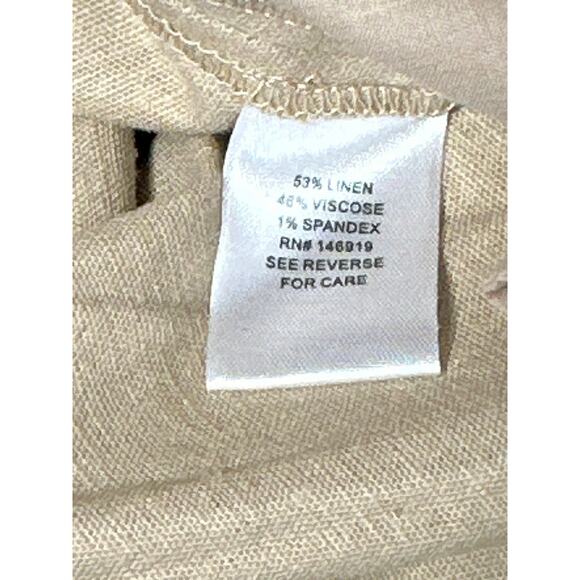 53% LINEN
46% VISCOSE
1% SPANDEX
RN# 146919
SEE REVERSE
FOR CARE